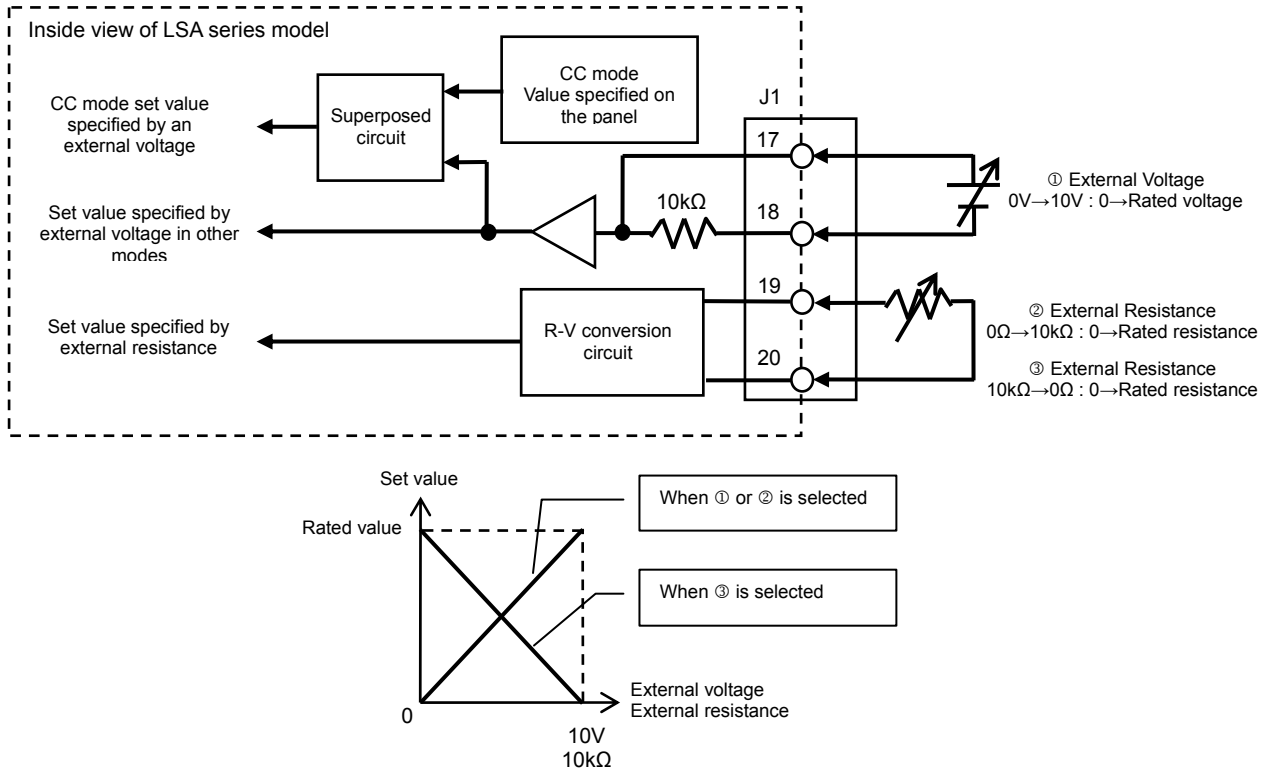 Inside view of LSA series model
CC mode set value
specified by an
external voltage
Superposed
circuit
CC mode
Value specified on
the panel
J1
17
① External Voltage
0V→10V : 0→Rated voltage
Set value specified by
external voltage in other
modes
10kΩ
18
19
Set value specified by
external resistance
R-V conversion
circuit
20
② External Resistance
0Ω→10kΩ : 0→Rated resistance
③ External Resistance
10kΩ→0Ω : 0→Rated resistance
Set value
Rated value
When ① or ② is selected
When ③ is selected
0
External voltage
External resistance
10V
10kΩ